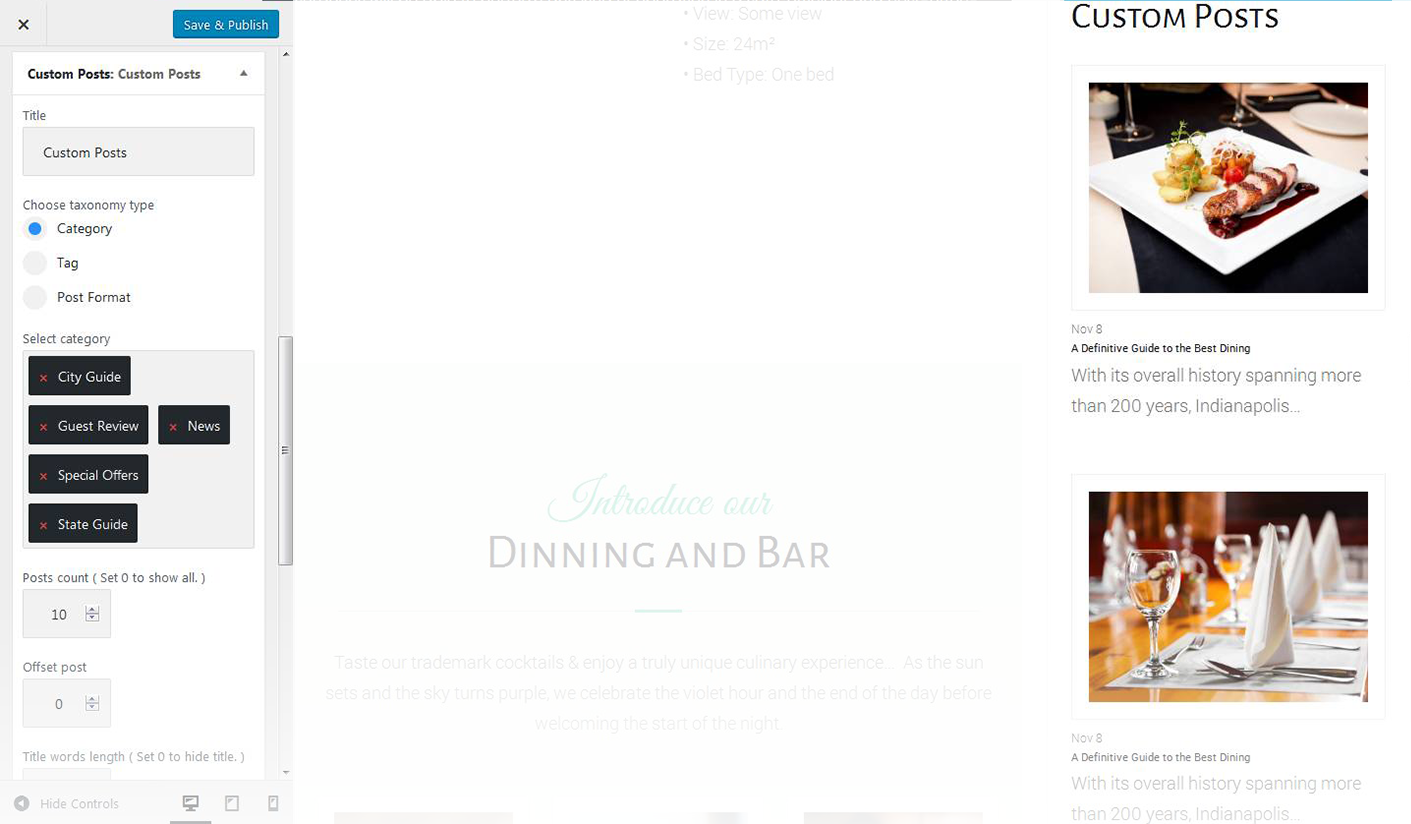 Save & Publish
Custom Posts: Custom Posts
Title
Custom Posts
Choose taxonomy type
Category
Tag
Post Format
Select category
× City Guide
× Guest Review × News
× Special Offers
× State Guide
Posts count ( Set 0 to show all. )
10
Offset post
0
Title words length ( Set 0 to hide title. )
Hide Controls
• View: Some view
• Size: 24m²
• Bed Type: One bed
Introduce our
Dinning and Bar
Taste our trademark cocktails & enjoy a truly unique culinary experience... As the sun
sets and the sky turns purple, we celebrate the violet hour and the end of the day before
welcoming the start of the night.
Custom Posts
Nov 8
A Definitive Guide to the Best Dining
With its overall history spanning more
than 200 years, Indianapolis...
Nov 8
A Definitive Guide to the Best Dining
With its overall history spanning more
than 200 years, Indianapolis...